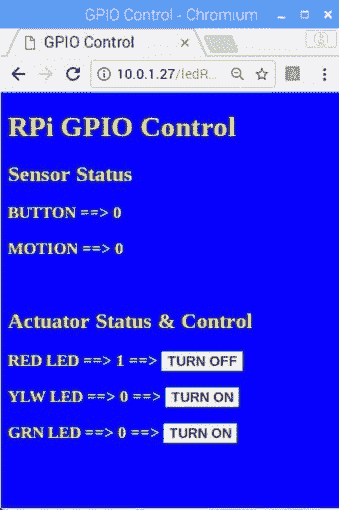 GPIO Control - Chromium
GPIO Control
10.0.1.27/ledR
RPi GPIO Control
Sensor Status
BUTTON ==> 0
MOTION ==> 0
Actuator Status & Control
RED LED ==> 1 ==> TURN OFF
YLW LED ==> 0 ==> TURN ON
GRN LED ==> 0 ==> TURN ON